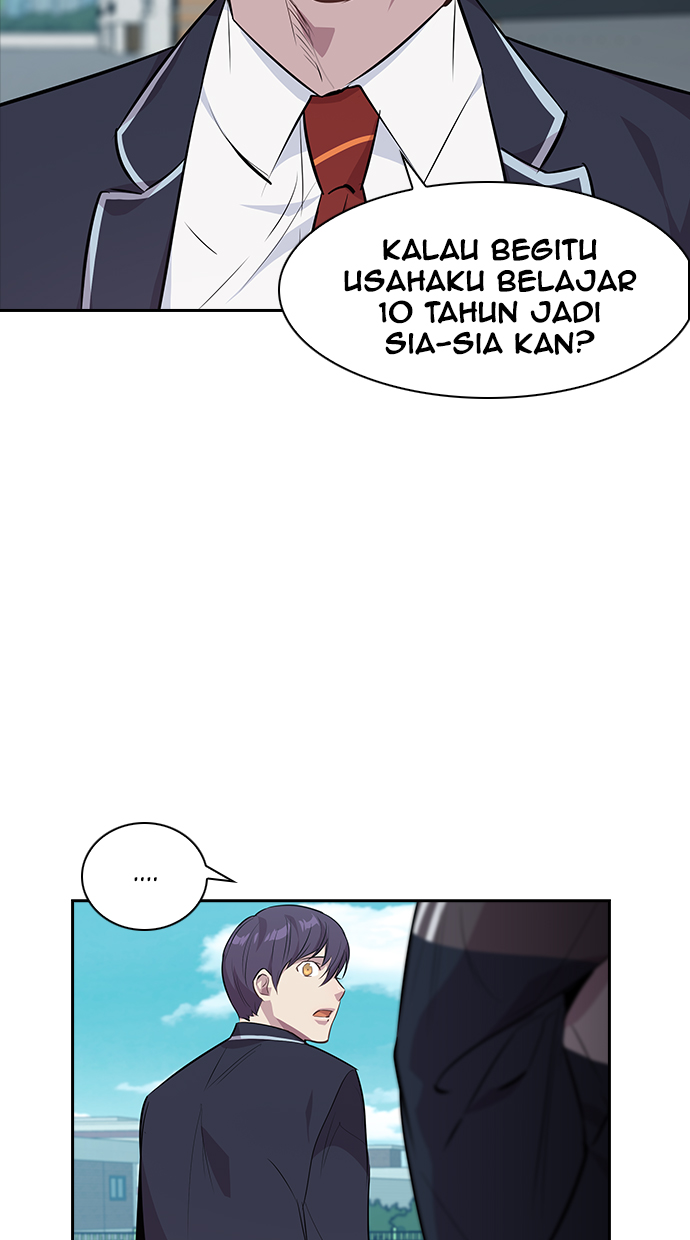 KALAU BEGITU
USAHAKU BELAJAR
10 TAHUN JADI
SIA-SIA KAN?
....